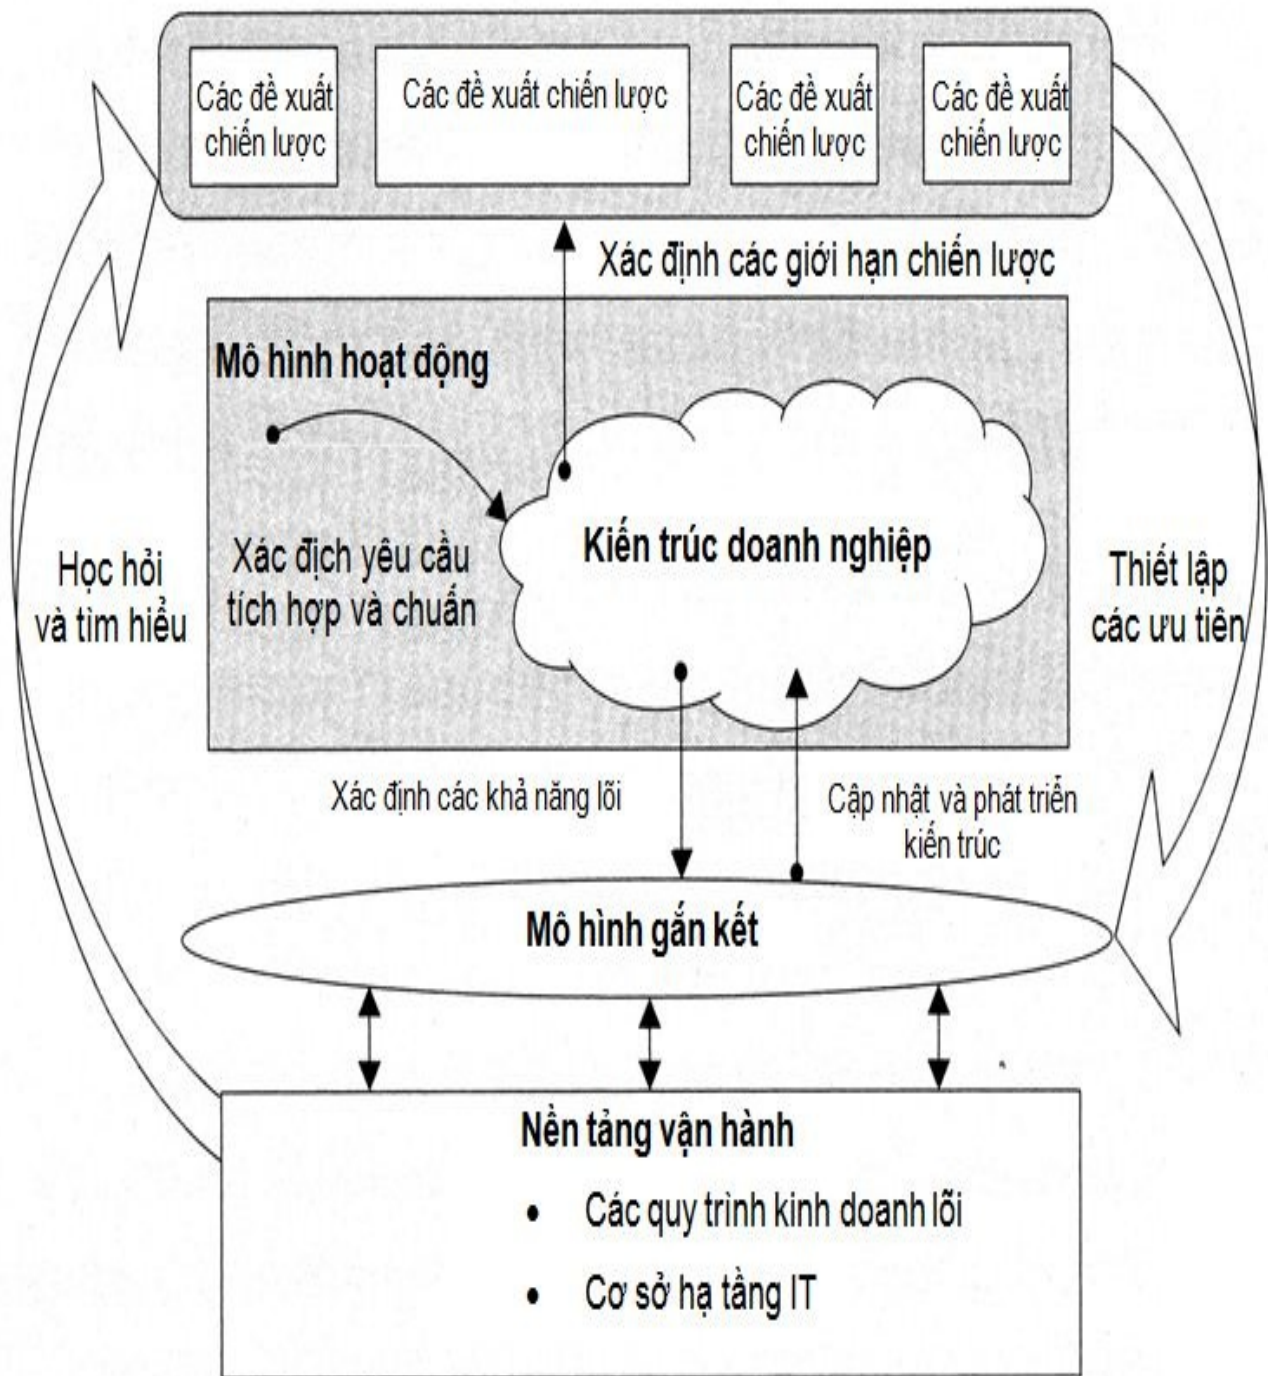 Các đề xuất
chiến lược
Các đề xuất chiến lược
Các đề xuất
chiến lược
Các đề xuất
chiến lược
Xác định các giới hạn chiến lược
Mô hình hoạt động
Xác địch yêu cầu
tích hợp và chuẩn
Kiến trúc doanh nghiệp
Học hỏi
và tìm hiểu
Thiết lập
các ưu tiên
Xác định các khả năng lõi
Cập nhật và phát triển
kiến trúc
Mô hình gắn kết
Nền tảng vận hành
• Các quy trình kinh doanh lõi
• Cơ sở hạ tầng IT